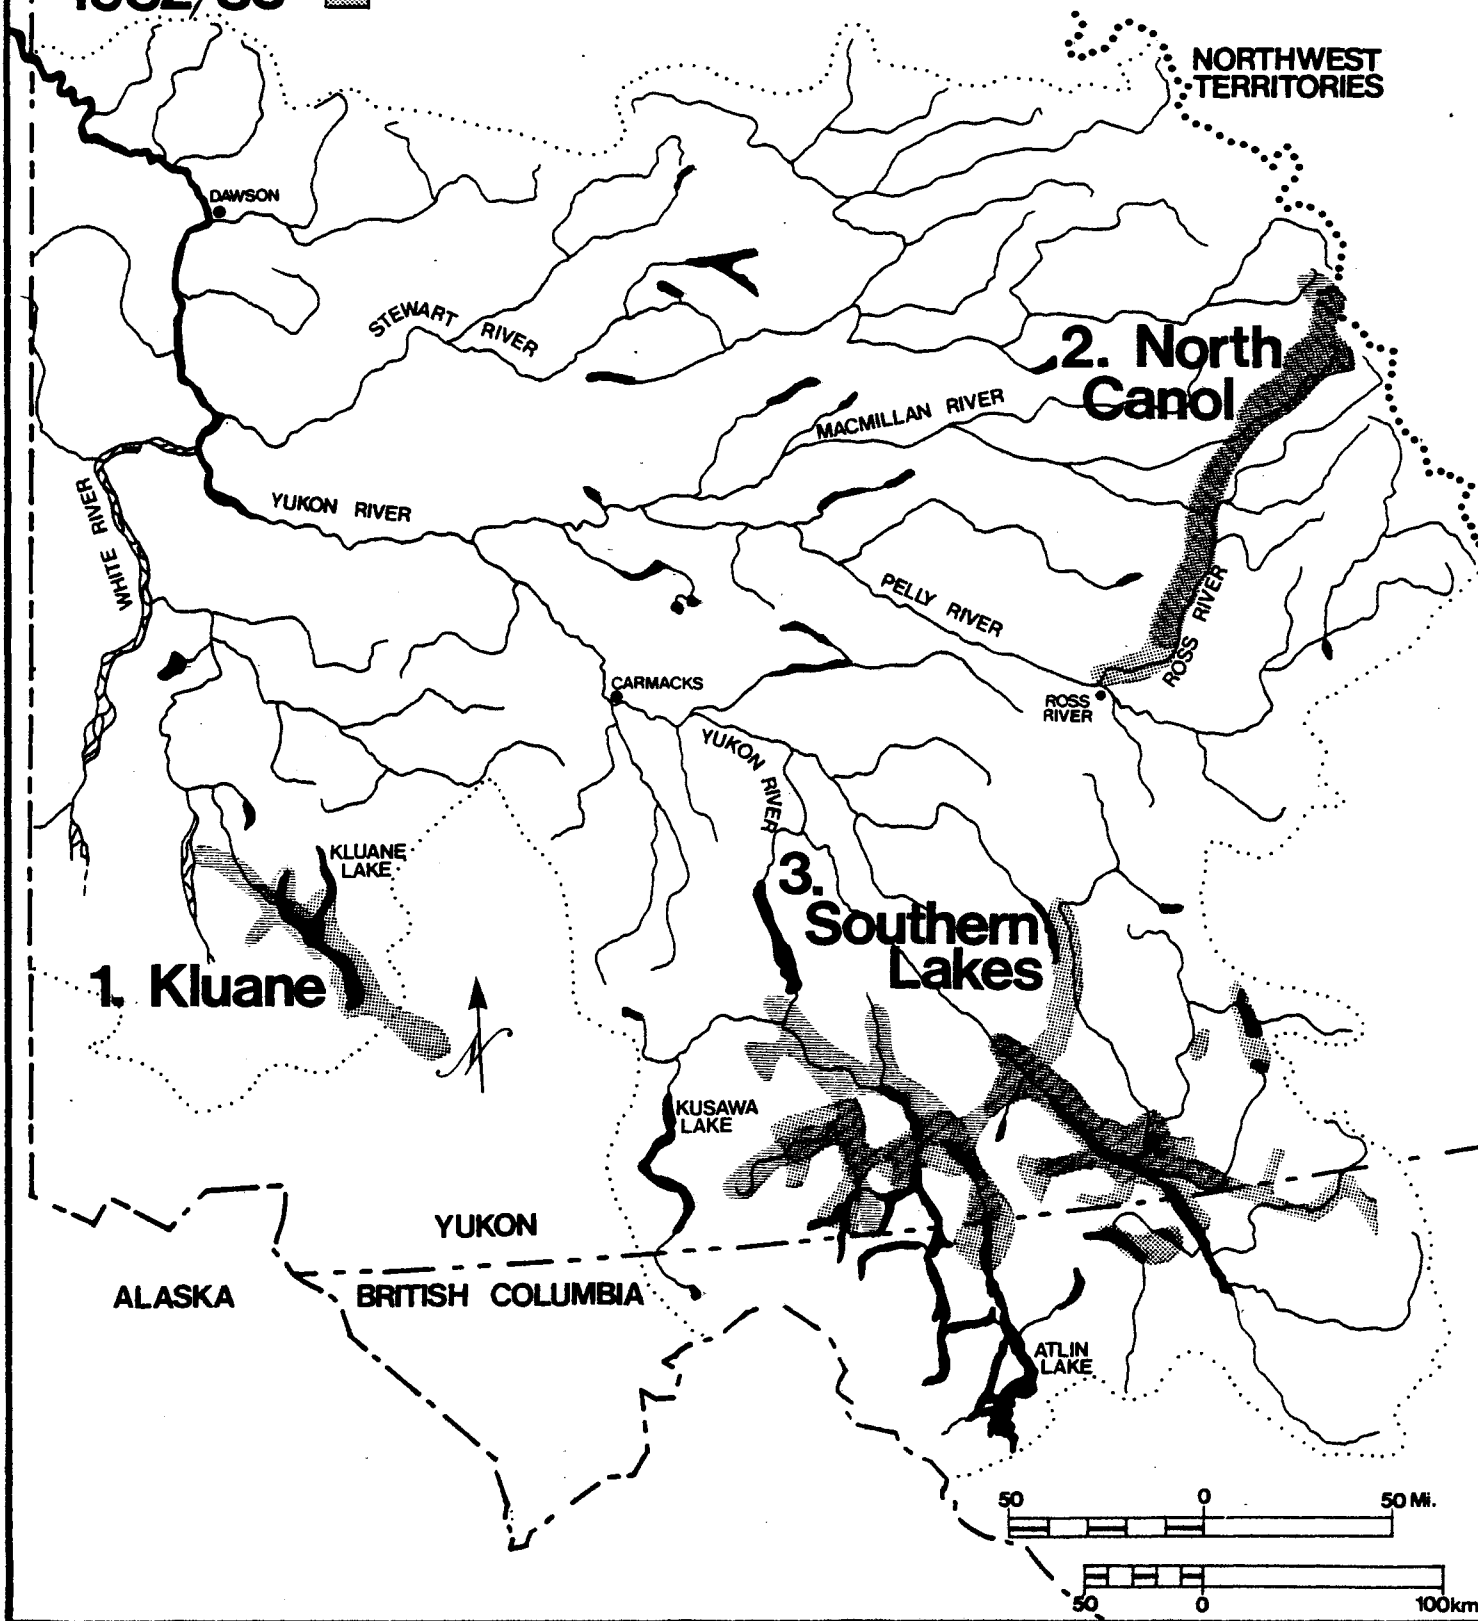 NORTHWEST
TERRITORIES
DAWSON
STEWART RIVER
2. North
Canol
MACMILLAN RIVER
WHITE RIVER
YUKON RIVER
PELLY RIVER
ROSS RIVER
CARMACKS
ROSS
RIVER
YUKON RIVER
KLUANE
LAKE
3.
Southern
Lakes
1. Kluane
KUSAWA
LAKE
YUKON
ALASKA
BRITISH COLUMBIA
ATLIN
LAKE
50 0 50 Mi.
50 0 100km